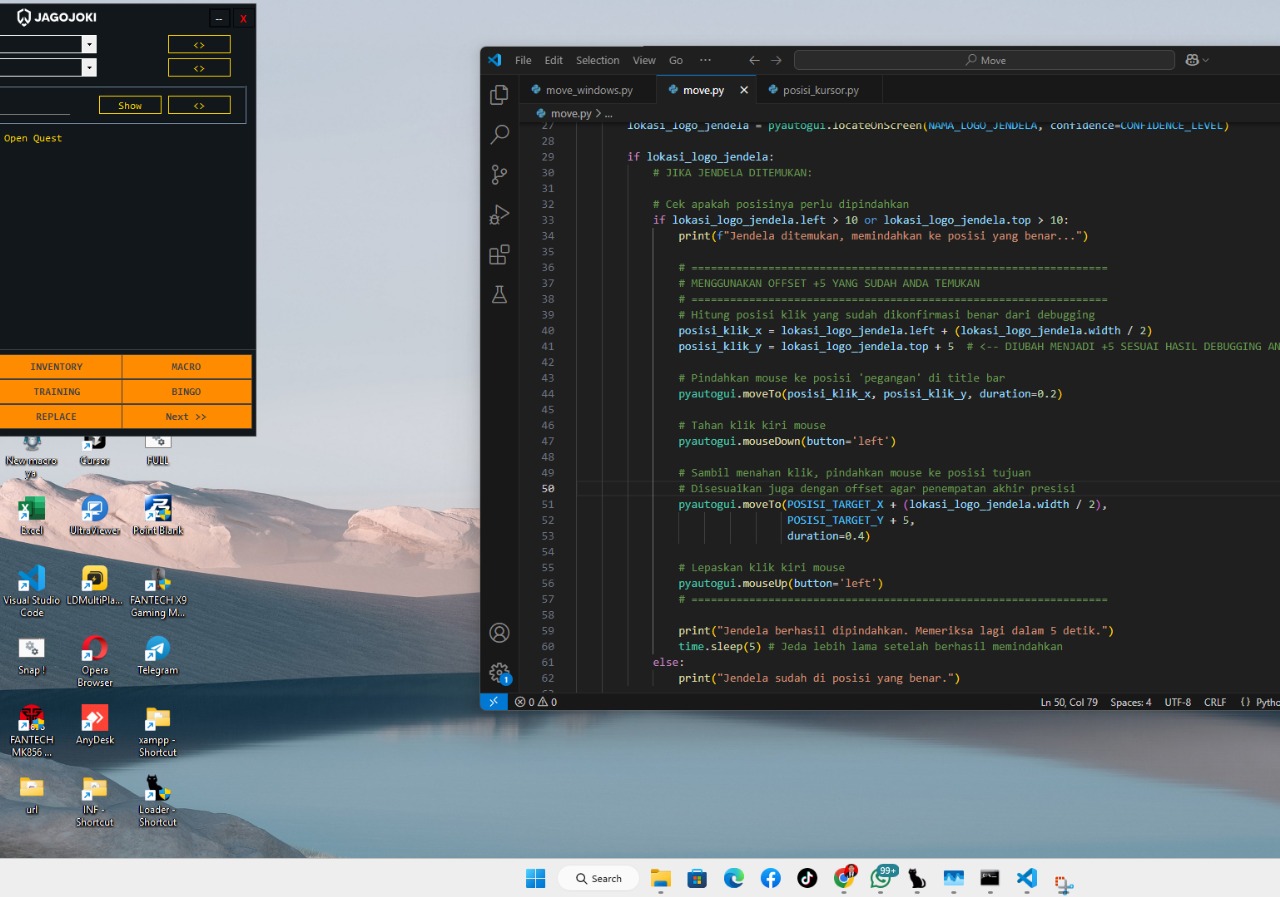 JAGOJOKI
-- X
<>
<>
Show <>
Open Quest
INVENTORY MACRO
TRAINING BINGO
REPLACE Next >>
New macro ya
Cursor
FULL
Excel
UltraViewer
Point Blank
Visual Studio Code
LDMultiPla...
FANTECH X9 Gaming M...
Snap !
Opera Browser
Telegram
FANTECH MK856 ...
AnyDesk
xampp - Shortcut
url
INF - Shortcut
Loader - Shortcut
File Edit Selection View Go ··· Move
move_windows.py move.py posisi_kursor.py
move.py > ...
27 lokasi_logo_jendela = pyautogui.locateOnScreen(NAMA_LOGO_JENDELA, confidence=CONFIDENCE_LEVEL)
28
29 if lokasi_logo_jendela:
30 # JIKA JENDELA DITEMUKAN:
31
32 # Cek apakah posisinya perlu dipindahkan
33 if lokasi_logo_jendela.left > 10 or lokasi_logo_jendela.top > 10:
34 print(f"Jendela ditemukan, memindahkan ke posisi yang benar...")
35
36 # =================================================================
37 # MENGGUNAKAN OFFSET +5 YANG SUDAH ANDA TEMUKAN
38 # =================================================================
39 # Hitung posisi klik yang sudah dikonfirmasi benar dari debugging
40 posisi_klik_x = lokasi_logo_jendela.left + (lokasi_logo_jendela.width / 2)
41 posisi_klik_y = lokasi_logo_jendela.top + 5 # <-- DIUBAH MENJADI +5 SESUAI HASIL DEBUGGING AN
42
43 # Pindahkan mouse ke posisi 'pegangan' di title bar
44 pyautogui.moveTo(posisi_klik_x, posisi_klik_y, duration=0.2)
45
46 # Tahan klik kiri mouse
47 pyautogui.mouseDown(button='left')
48
49 # Sambil menahan klik, pindahkan mouse ke posisi tujuan
50 # Disesuaikan juga dengan offset agar penempatan akhir presisi
51 pyautogui.moveTo(POSISI_TARGET_X + (lokasi_logo_jendela.width / 2),
52 POSISI_TARGET_Y + 5,
53 duration=0.4)
54
55 # Lepaskan klik kiri mouse
56 pyautogui.mouseUp(button='left')
57 # =================================================================
58
59 print("Jendela berhasil dipindahkan. Memeriksa lagi dalam 5 detik.")
60 time.sleep(5) # Jeda lebih lama setelah berhasil memindahkan
61 else:
62 print("Jendela sudah di posisi yang benar.")
1
0 0 Ln 50, Col 79 Spaces: 4 UTF-8 CRLF {} Pytho
Search
99+